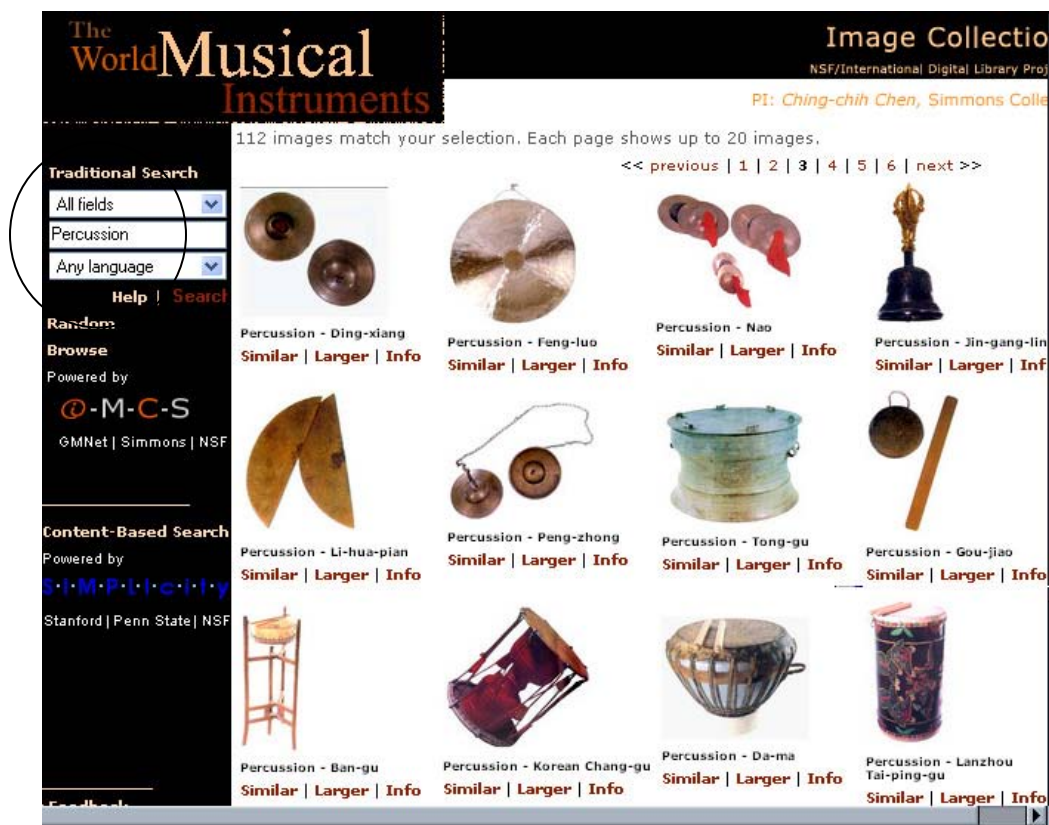 The
World Musical
Instruments
Image Collectio
NSF/International Digital Library Proj
PI: Ching-chih Chen, Simmons Colle
112 images match your selection. Each page shows up to 20 images.
<< previous | 1 | 2 | 3 | 4 | 5 | 6 | next >>
Traditional Search
All fields
Percussion
Any language
Help | Search
Random
Browse
Powered by
i-M-C-S
GMNet | Simmons | NSF
Content-Based Search
Powered by
S·i·M·P·L·I·c·i·t·y
Stanford | Penn State | NSF
Feedback
Percussion - Ding-xiang
Similar | Larger | Info
Percussion - Feng-luo
Similar | Larger | Info
Percussion - Nao
Similar | Larger | Info
Percussion - Jin-gang-lin
Similar | Larger | Inf
Percussion - Li-hua-pian
Similar | Larger | Info
Percussion - Peng-zhong
Similar | Larger | Info
Percussion - Tong-gu
Similar | Larger | Info
Percussion - Gou-jiao
Similar | Larger | Info
Percussion - Ban-gu
Similar | Larger | Info
Percussion - Korean Chang-gu
Similar | Larger | Info
Percussion - Da-ma
Similar | Larger | Info
Percussion - Lanzhou
Tai-ping-gu
Similar | Larger | Info